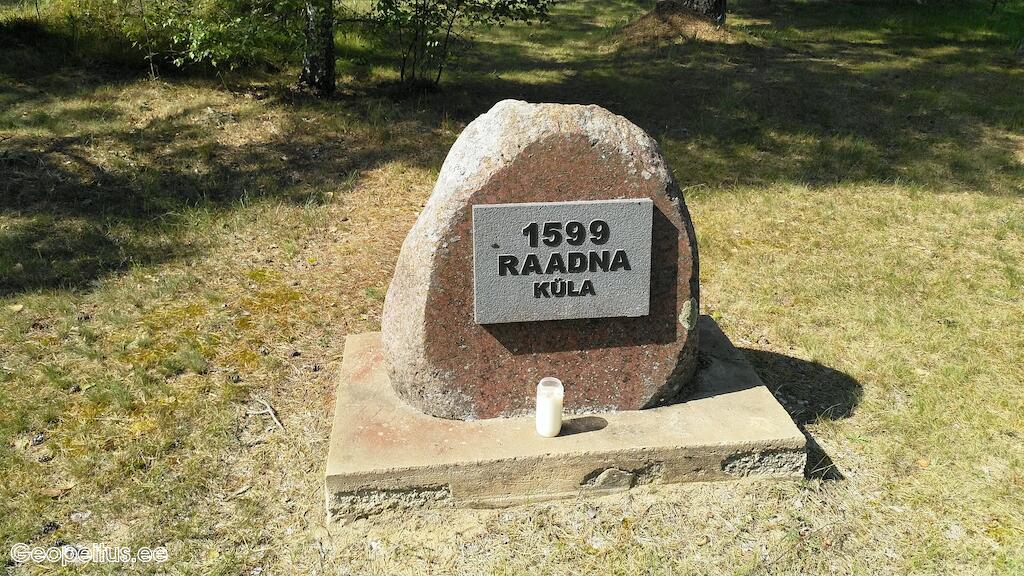 1599
RAADNA
KÜLA
Geopeitus.ee